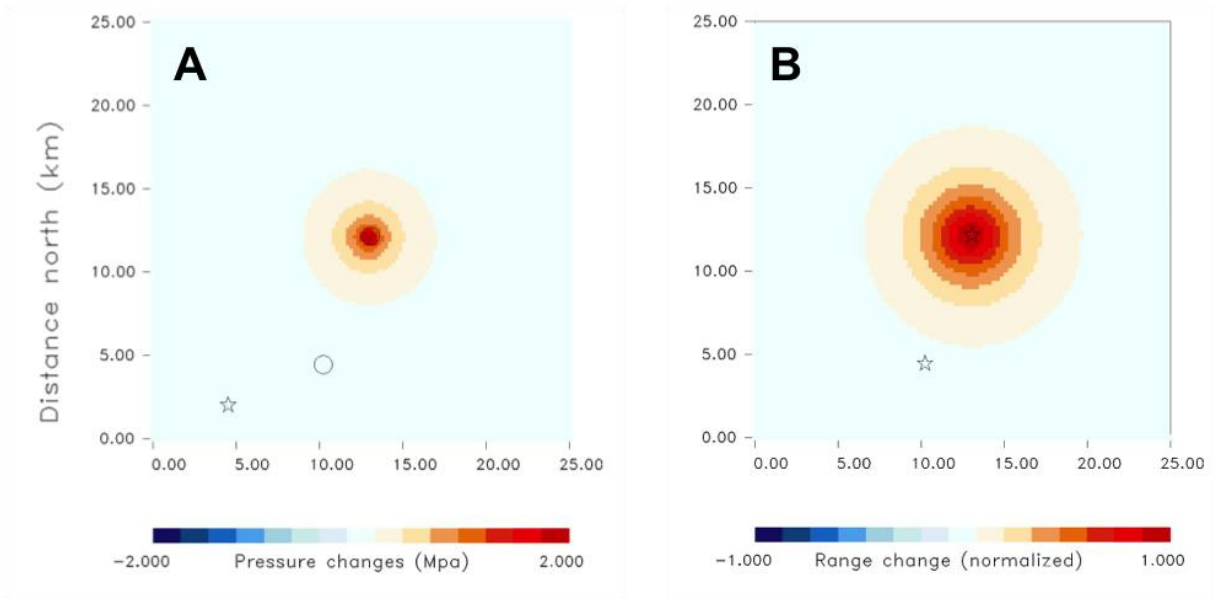 A
B
Distance north (km)
25.00
20.00
15.00
10.00
5.00
0.00
0.00 5.00 10.00 15.00 20.00 25.00
-2.000 Pressure changes (Mpa) 2.000
25.00
20.00
15.00
10.00
5.00
0.00
0.00 5.00 10.00 15.00 20.00 25.00
-1.000 Range change (normalized) 1.000